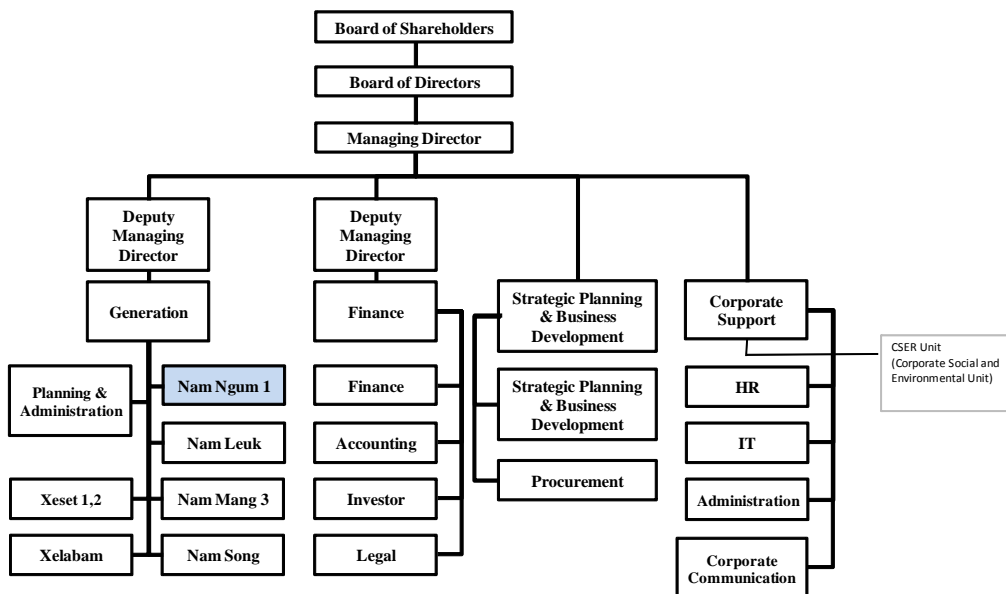 Board of Shareholders
Board of Directors
Managing Director
Deputy
Managing
Director
Deputy
Managing
Director
Generation
Finance
Strategic Planning
& Business
Development
Corporate
Support
CSER Unit
(Corporate Social and
Environmental Unit)
Planning &
Administration
Nam Ngum 1
Finance
Strategic Planning
& Business
Development
HR
Nam Leuk
Accounting
IT
Xeset 1,2
Nam Mang 3
Investor
Procurement
Administration
Xelabam
Nam Song
Legal
Corporate
Communication